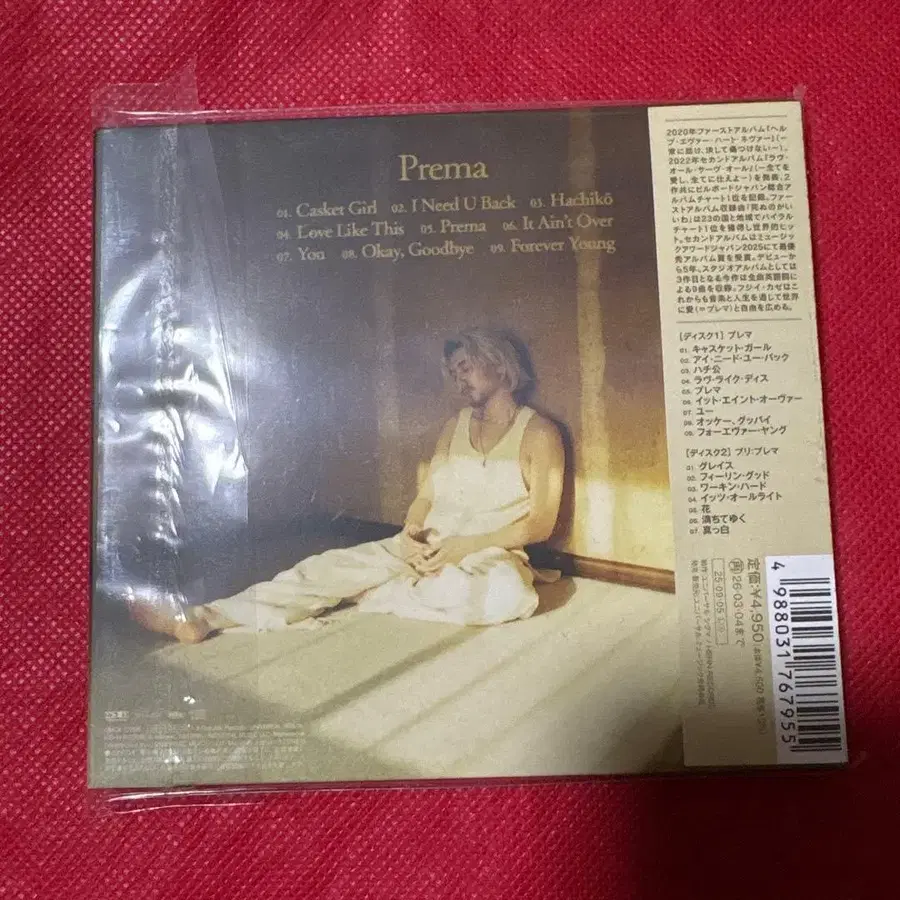 Prema
01. Casket Girl 02. I Need U Back 03. Hachikō
04. Love Like This 05. Prema 06. It Ain't Over
07. You 08. Okay, Goodbye 09. Forever Young
2020年ファーストアルバム『ヘル
プ・エヴァー・ハート・ネヴァー』(ー
常に助け、決して傷つけないー)、
2022年セカンドアルバム『ラヴ・
オール・サーヴ・オール』(ー全てを
愛し、全てに仕えよー)を発表。2
作共にビルボードジャパン総合ア
ルバムチャート1位を記録。ファー
ストアルバム収録曲「死ぬのがい
いわ」は23の国と地域でバイラル
チャート1位を獲得し世界的ヒッ
ト。セカンドアルバムはミュージッ
クアワードジャパン2025にて最優
秀アルバム賞を受賞。デビューか
ら5年、スタジオアルバムとしては
3作目となる今作は全曲英語詞に
よる9曲を収録。フジイ・カゼはこ
れからも音楽と人生を通して世界
に愛(=プレマ)と自由を広める。
[ディスク1] プレマ
01. キャスケット・ガール
02. アイ・ニード・ユー・バック
03. ハチ公
04. ラヴ・ライク・ディス
05. プレマ
06. イット・エイント・オーヴァー
07. ユー
08. オッケー、グッバイ
09. フォーエヴァー・ヤング
[ディスク2] プリ:プレマ
01. グレイス
02. フィーリン・グッド
03. ワーキン・ハード
04. イッツ・オールライト
05. 花
06. 満ちてゆく
07. 真っ白
定価:¥4,950
26·03·04まで
25·09·05
4 988031 767955